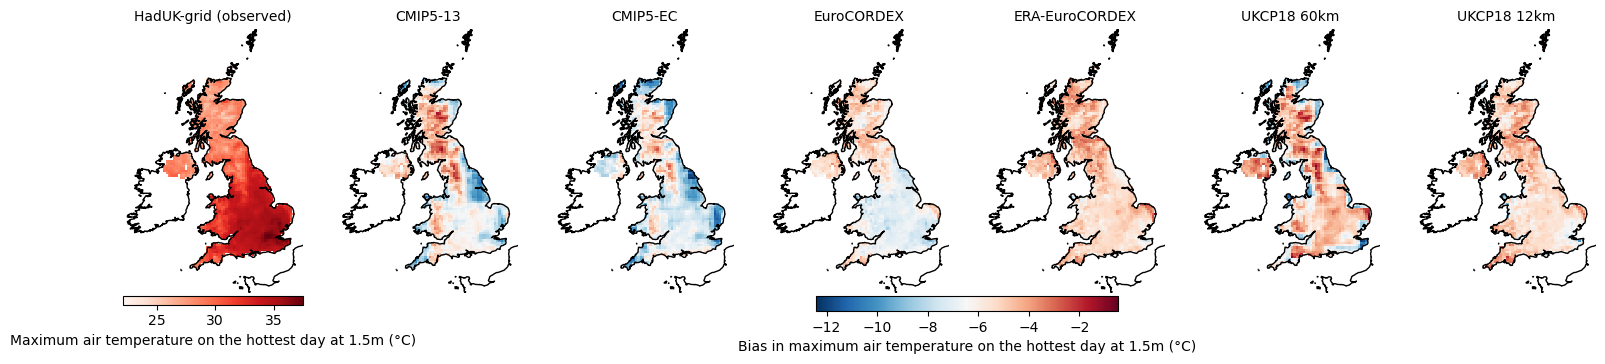 HadUK-grid (observed)
CMIP5-13
CMIP5-EC
EuroCORDEX
ERA-EuroCORDEX
UKCP18 60km
UKCP18 12km
25 30 35
Maximum air temperature on the hottest day at 1.5m (°C)
−12 −10 −8 −6 −4 −2
Bias in maximum air temperature on the hottest day at 1.5m (°C)